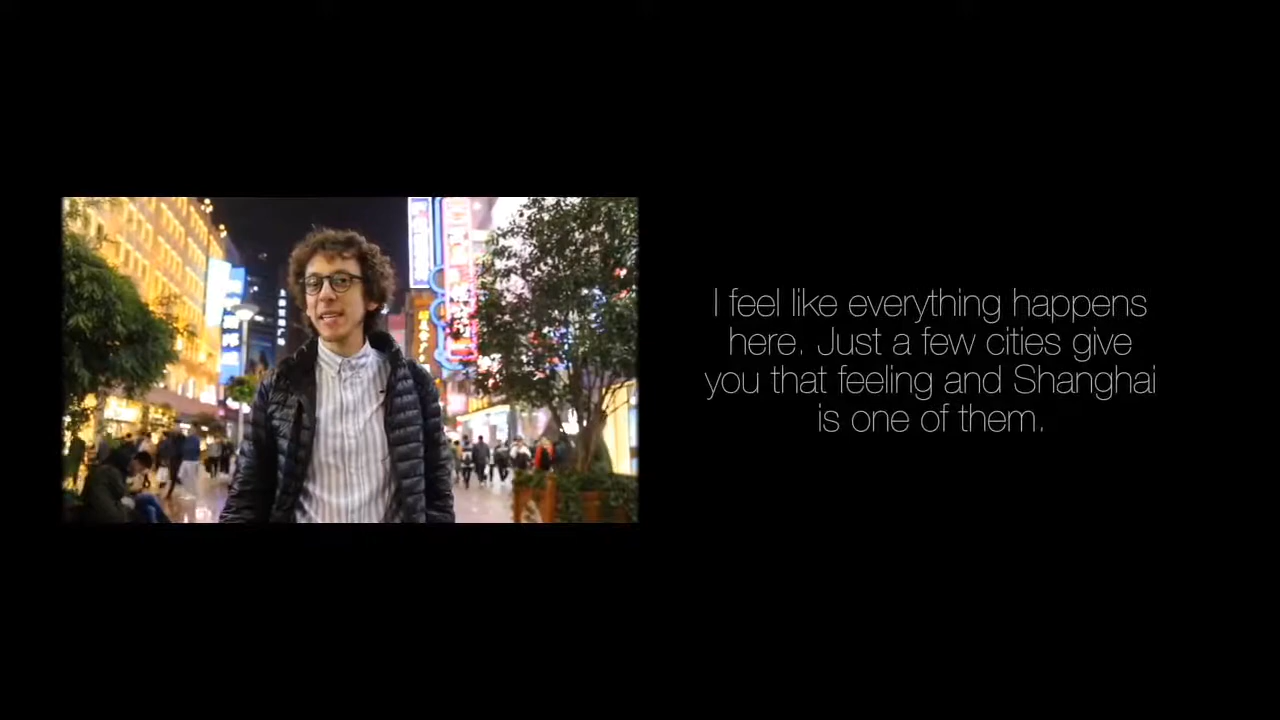 I feel like everything happens
here. Just a few cities give
you that feeling and Shanghai
is one of them.